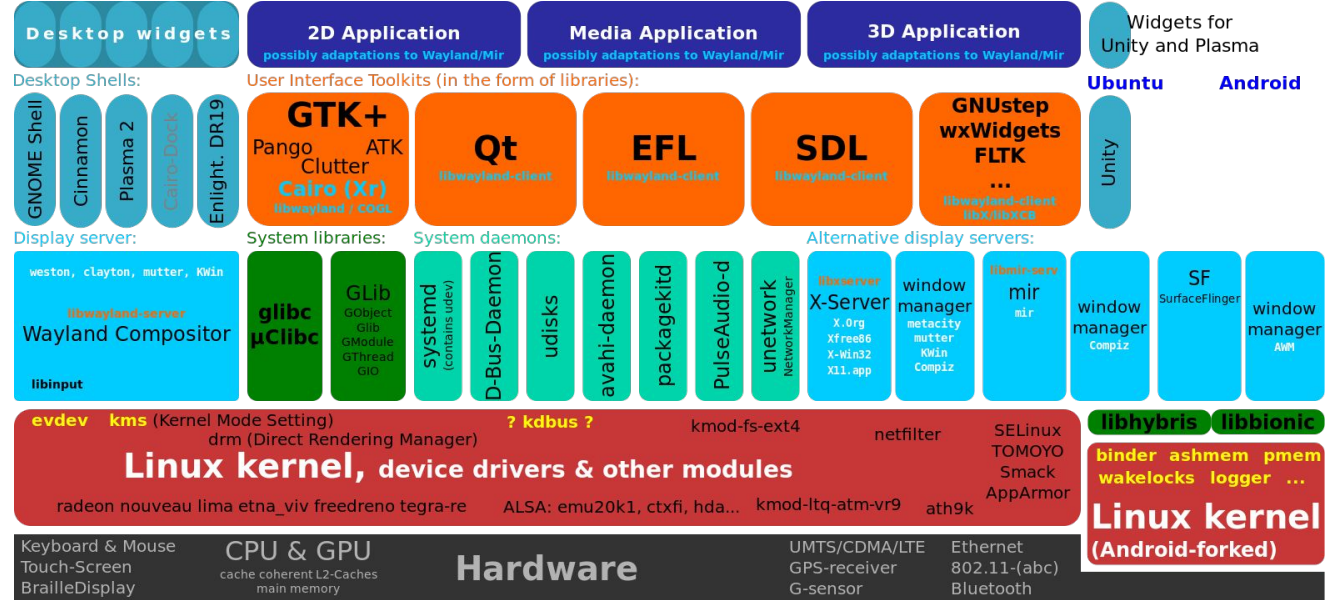 Desktop widgets
2D Application
possibly adaptations to Wayland/Mir
Media Application
possibly adaptations to Wayland/Mir
3D Application
possibly adaptations to Wayland/Mir
Widgets for
Unity and Plasma
Desktop Shells:
User Interface Toolkits (in the form of libraries):
Ubuntu
Android
GNOME Shell
Cinnamon
Plasma 2
Cairo-Dock
Enlight. DR19
GTK+
Pango
ATK
Clutter
Cairo (Xr)
libwayland / COGL
Qt
libwayland-client
EFL
libwayland-client
SDL
libwayland-client
GNUstep
wxWidgets
FLTK
...
libwayland-client
libX/libXCB
Unity
Display server:
System libraries:
System daemons:
Alternative display servers:
weston, clayton, mutter, KWin
libwayland-server
Wayland Compositor
libinput
glibc
µClibc
GLib
GObject
Glib
GModule
GThread
GIO
systemd
(contains udev)
D-Bus-Daemon
udisks
avahi-daemon
packagekitd
PulseAudio-d
unetwork
NetworkManager
libxserver
X-Server
X.Org
Xfree86
X-Win32
X11.app
window
manager
metacity
mutter
KWin
Compiz
libmir-serv
mir
mir
window
manager
Compiz
SF
SurfaceFlinger
window
manager
AWM
evdev
kms (Kernel Mode Setting)
drm (Direct Rendering Manager)
? kdbus ?
kmod-fs-ext4
netfilter
SELinux
TOMOYO
Smack
AppArmor
Linux kernel, device drivers & other modules
radeon nouveau lima etna_viv freedreno tegra-re
ALSA: emu20k1, ctxfi, hda...
kmod-ltq-atm-vr9
ath9k
libhybris
libbionic
binder ashmem pmem
wakelocks logger ...
Linux kernel
(Android-forked)
Keyboard & Mouse
Touch-Screen
BrailleDisplay
CPU & GPU
cache coherent L2-Caches
main memory
Hardware
UMTS/CDMA/LTE
GPS-receiver
G-sensor
Ethernet
802.11-(abc)
Bluetooth